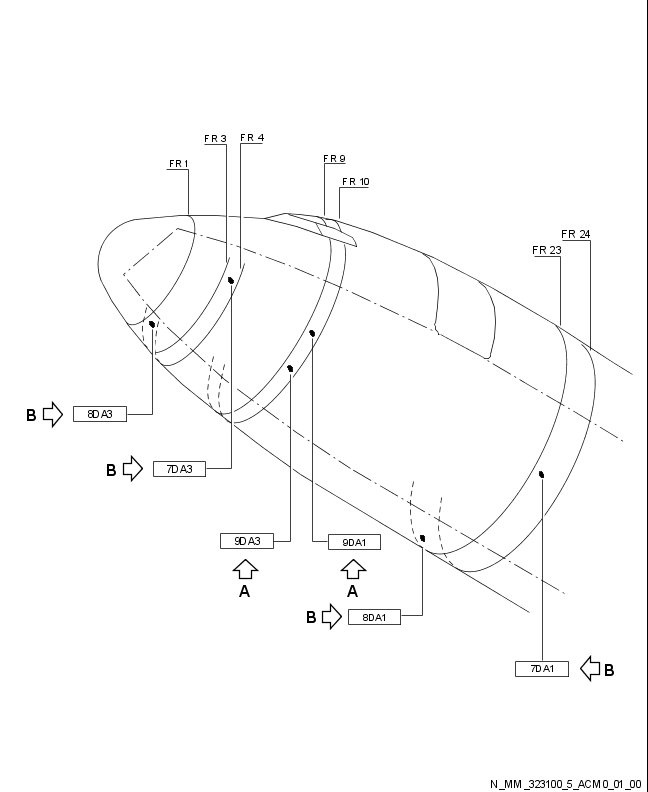 FR 3
FR 4
FR 1
FR 9
FR 10
FR 24
FR 23
B
8DA3
B
7DA3
9DA3
9DA1
A
A
B
8DA1
7DA1
B
N_MM_323100_5_ACM0_01_00